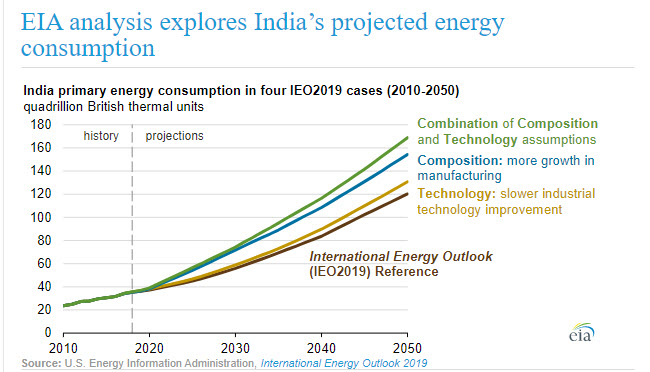 EIA analysis explores India’s projected energy
consumption
India primary energy consumption in four IEO2019 cases (2010-2050)
quadrillion British thermal units
180
160
140
120
100
80
60
40
20
0
history
projections
Combination of Composition
and Technology assumptions
Composition: more growth in
manufacturing
Technology: slower industrial
technology improvement
International Energy Outlook
(IEO2019) Reference
2010
2020
2030
2040
2050
eia
Source: U.S. Energy Information Administration, International Energy Outlook 2019